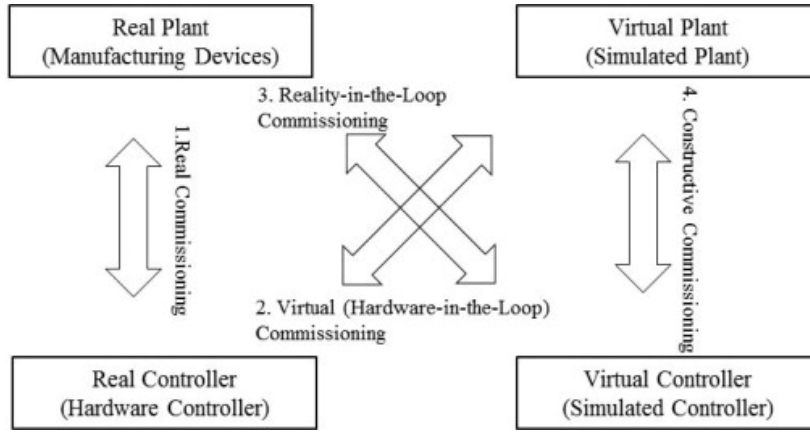 Real Plant
(Manufacturing Devices)
Virtual Plant
(Simulated Plant)
3. Reality-in-the-Loop
Commissioning
1.Real Commissioning
4. Constructive Commissioning
2. Virtual (Hardware-in-the-Loop)
Commissioning
Real Controller
(Hardware Controller)
Virtual Controller
(Simulated Controller)